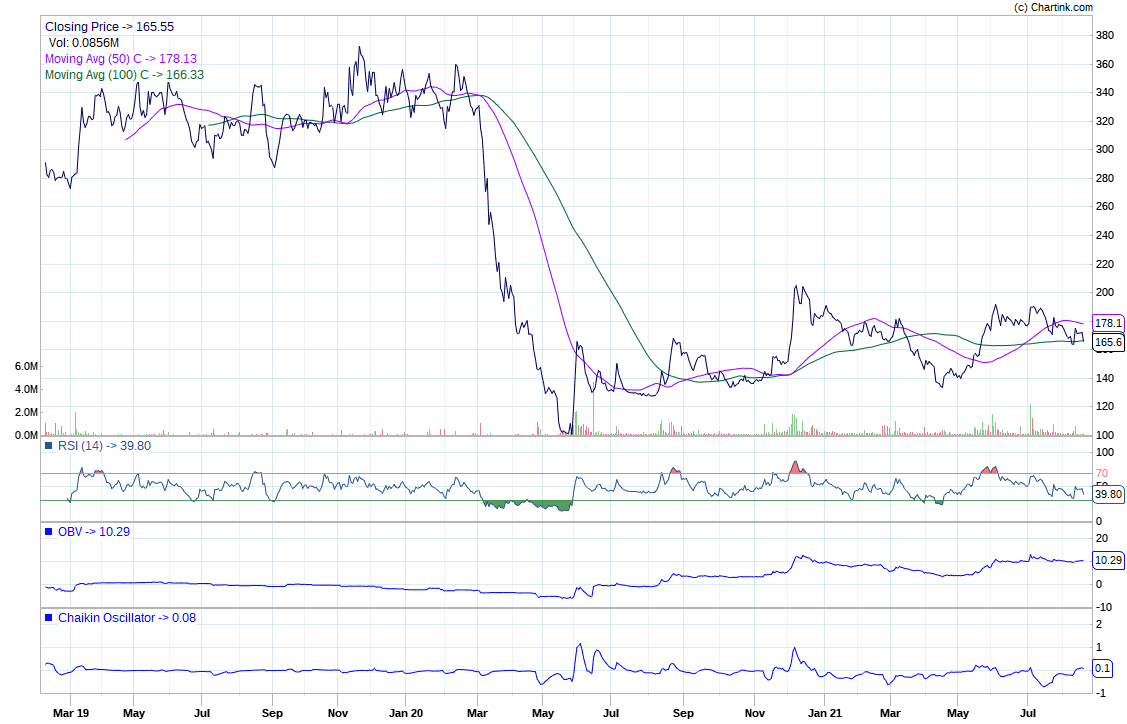 (c) Chartink.com
Closing Price -> 165.55
Vol: 0.0856M
Moving Avg (50) C -> 178.13
Moving Avg (100) C -> 166.33
380
360
340
320
300
280
260
240
220
200
178.1
165.6
140
120
100
6.0M
4.0M
2.0M
0.0M
RSI (14) -> 39.80
100
70
50
39.80
0
OBV -> 10.29
20
10.29
0
-10
Chaikin Oscillator -> 0.08
2
1
0.1
-1
Mar 19 May Jul Sep Nov Jan 20 Mar May Jul Sep Nov Jan 21 Mar May Jul